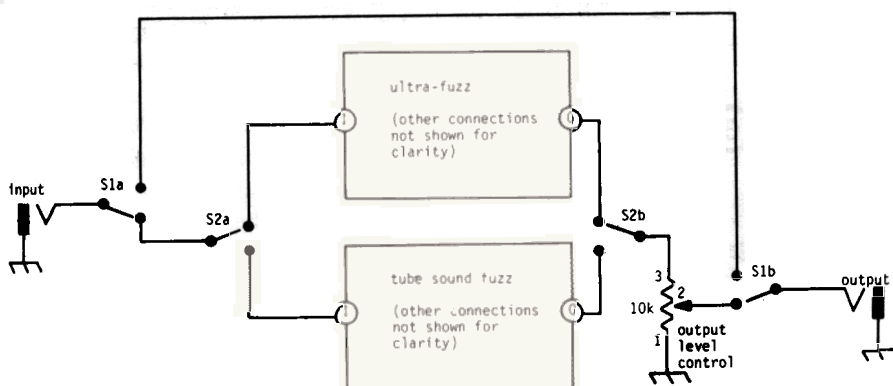 ultra-fuzz
I
(other connections
O
not shown for
clarity)
input
S1a
S2a
S2b
tube sound fuzz
3
S1b
2
output
I
(other connections
O
not shown for
clarity)
10k
1
output
level
control